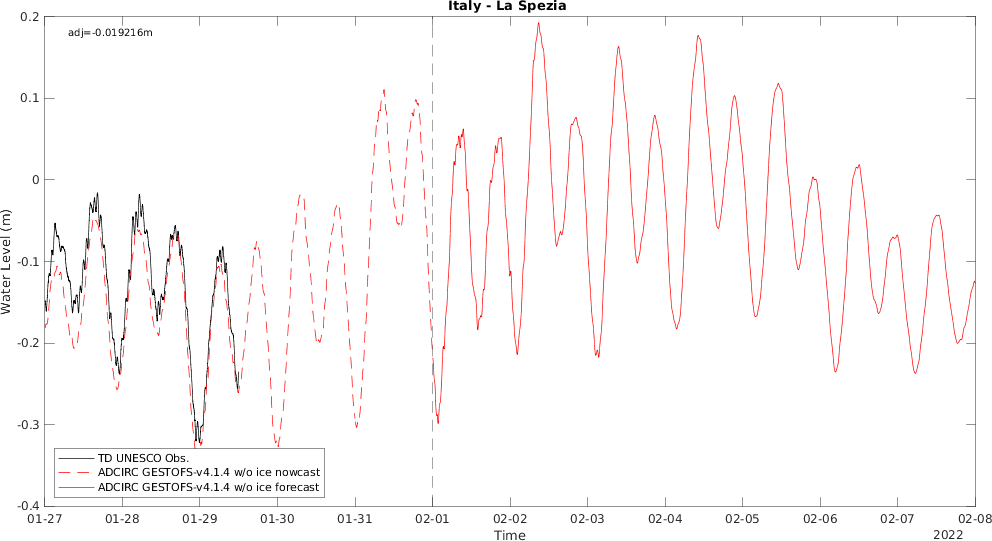 Italy - La Spezia
adj=-0.019216m
0.2
0.1
0
-0.1
-0.2
-0.3
-0.4
Water Level (m)
TD UNESCO Obs.
ADCIRC GESTOFS-v4.1.4 w/o ice nowcast
ADCIRC GESTOFS-v4.1.4 w/o ice forecast
01-27 01-28 01-29 01-30 01-31 02-01 02-02 02-03 02-04 02-05 02-06 02-07 02-08
Time
2022